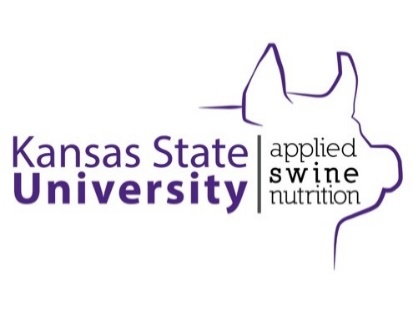 Kansas State
University
applied
swine
nutrition